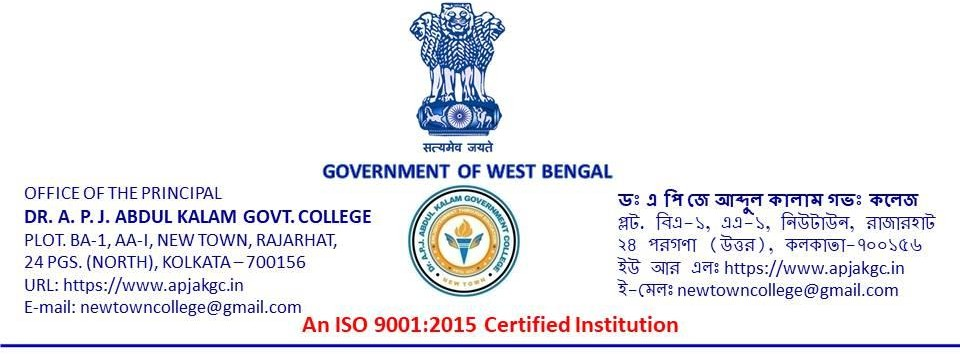 सत्यमेव जयते
GOVERNMENT OF WEST BENGAL
OFFICE OF THE PRINCIPAL
DR. A. P. J. ABDUL KALAM GOVT. COLLEGE
PLOT. BA-1, AA-I, NEW TOWN, RAJARHAT,
24 PGS. (NORTH), KOLKATA – 700156
URL: https://www.apjakgc.in
E-mail: newtowncollege@gmail.com
Dr. A.P.J. ABDUL KALAM GOVERNMENT COLLEGE
NEW TOWN
ডঃ এ পি জে আব্দুল কালাম গভঃ কলেজ
প্লট. বিএ-১, এএ-১, নিউটাউন, রাজারহাট
২৪ পরগণা (উত্তর), কলকাতা-৭০০১৫৬
ইউ আর এলঃ https://www.apjakgc.in
ই-মেলঃ newtowncollege@gmail.com
An ISO 9001:2015 Certified Institution